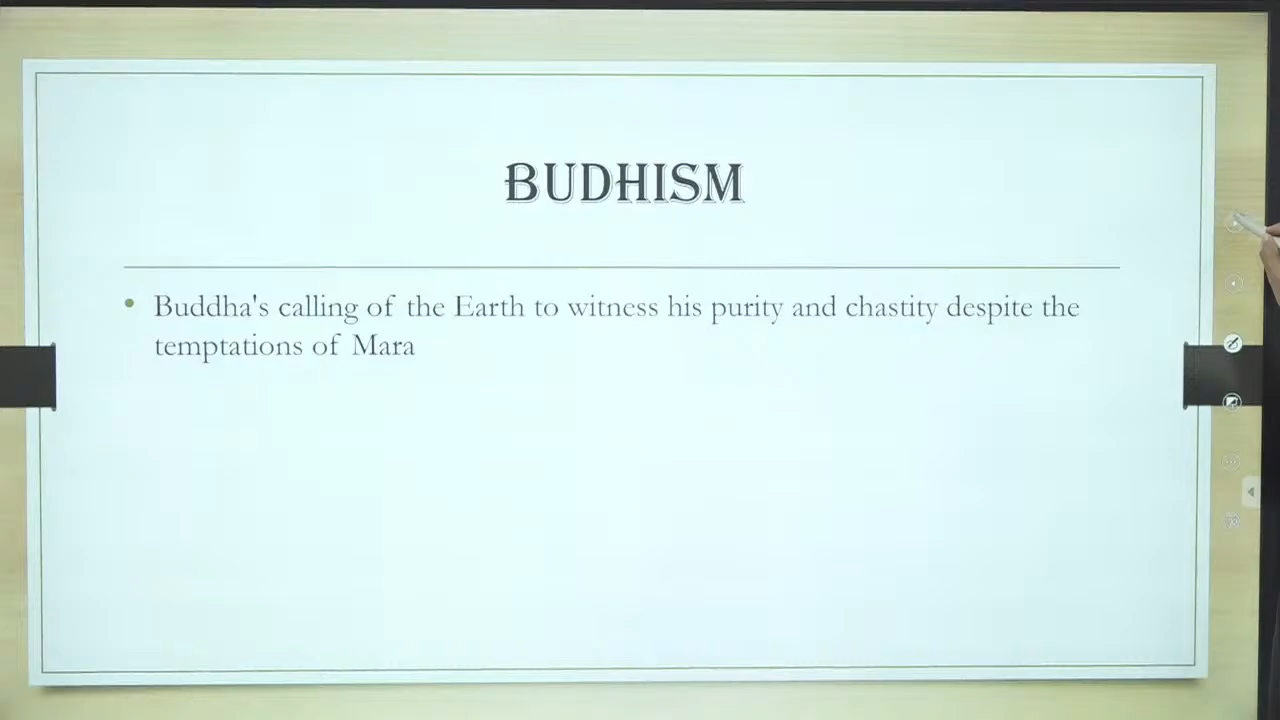 BUDHISM
Buddha's calling of the Earth to witness his purity and chastity despite the
temptations of Mara